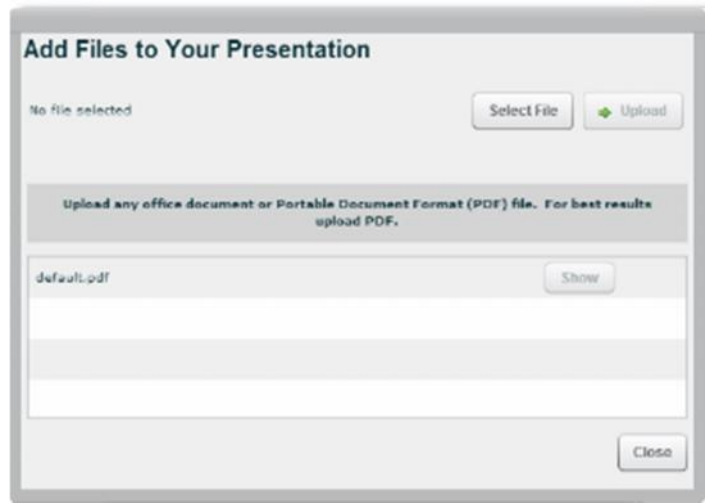 Add Files to Your Presentation
No file selected
Select File
Upload
Upload any office document or Portable Document Format (PDF) file. For best results
upload PDF.
default.pdf
Show
Close